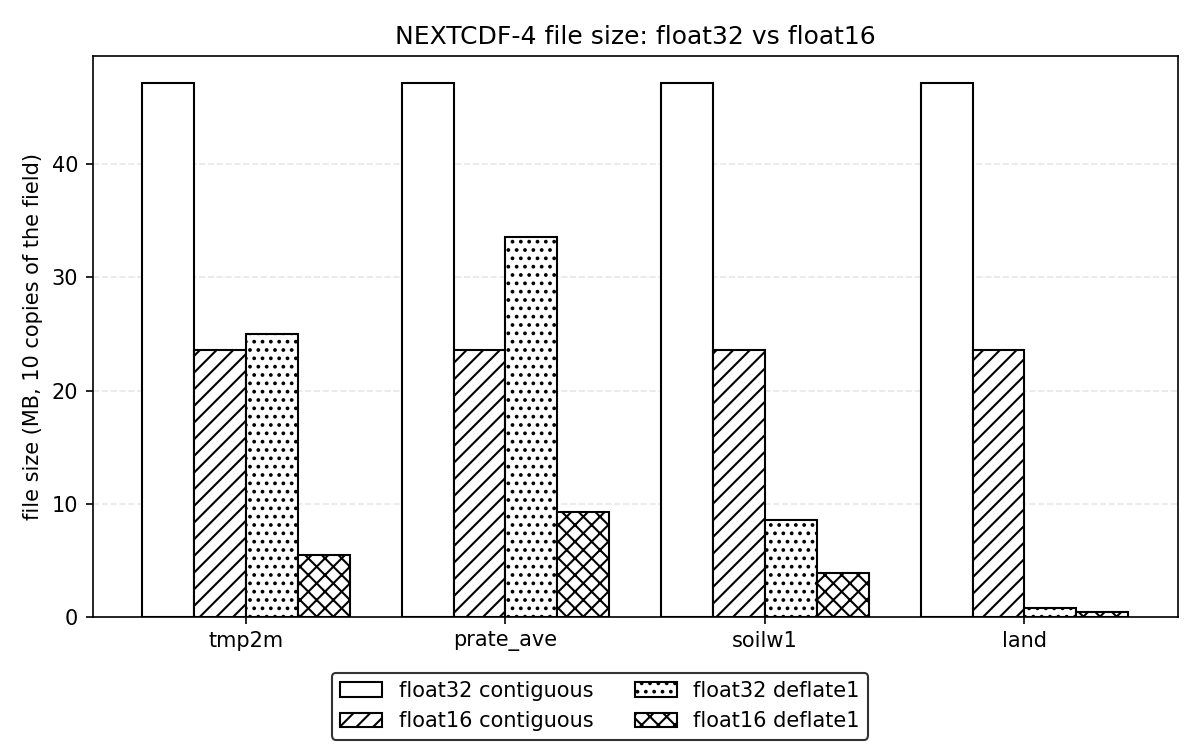 NEXTCDF-4 file size: float32 vs float16
file size (MB, 10 copies of the field)
40
30
20
10
0
tmp2m
prate_ave
soilw1
land
float32 contiguous
float16 contiguous
float32 deflate1
float16 deflate1